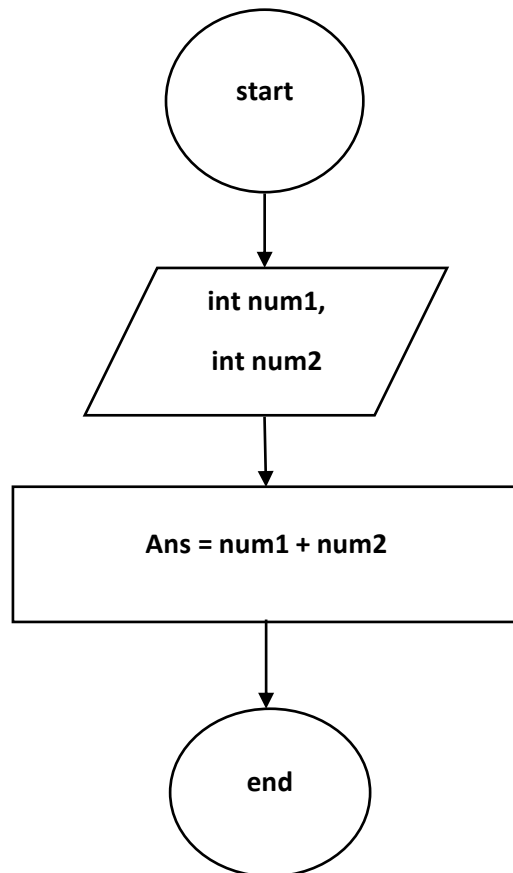 start
int num1,
int num2
Ans = num1 + num2
end